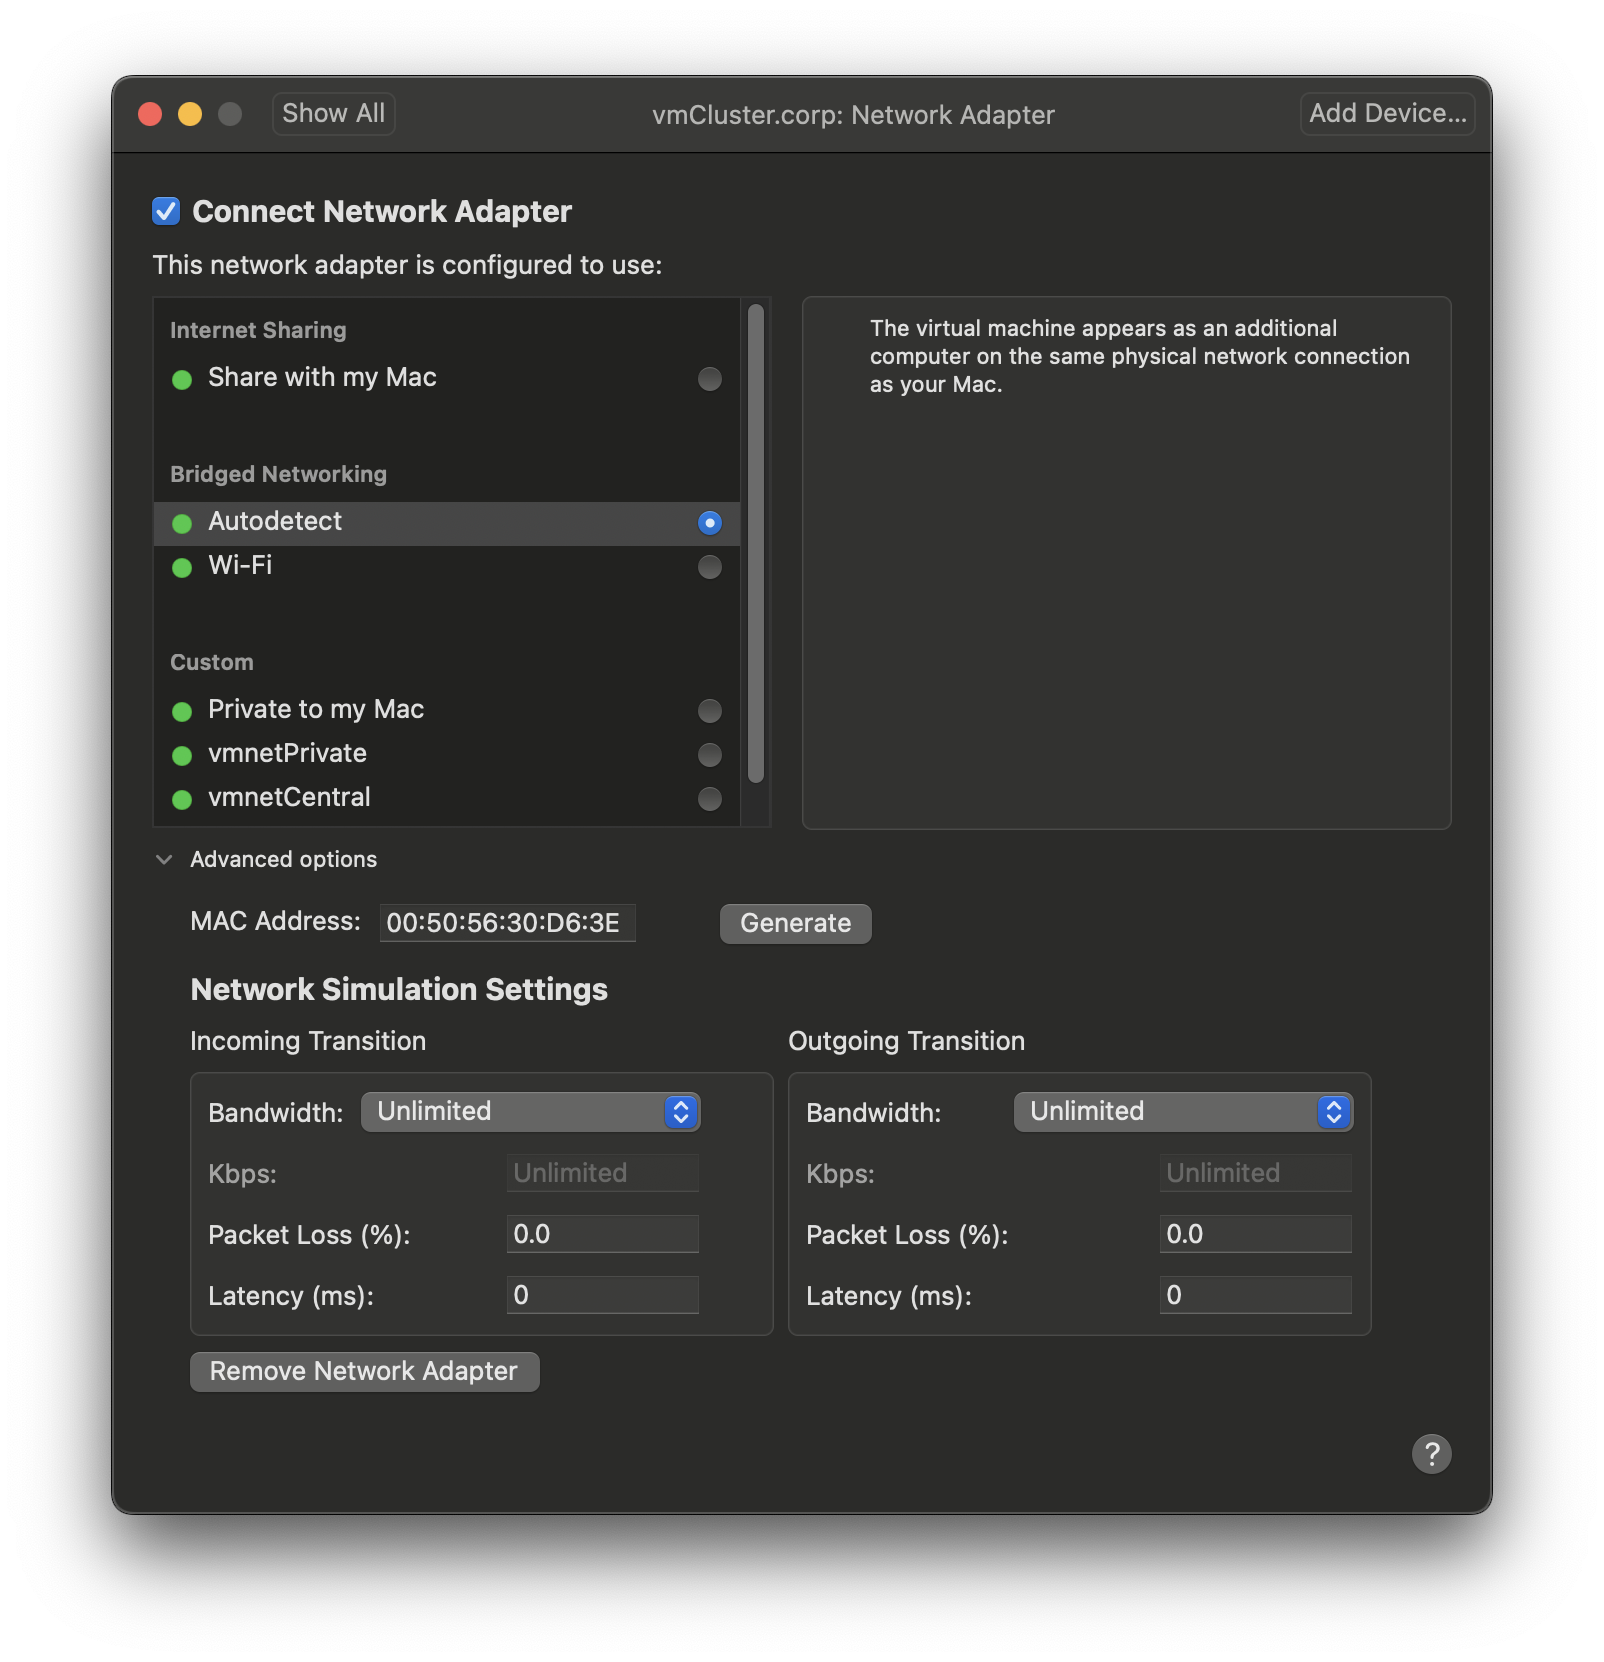 Show All
vmCluster.corp: Network Adapter
Add Device...
Connect Network Adapter
This network adapter is configured to use:
Internet Sharing
Share with my Mac
Bridged Networking
Autodetect
Wi-Fi
Custom
Private to my Mac
vmnetPrivate
vmnetCentral
The virtual machine appears as an additional
computer on the same physical network connection
as your Mac.
Advanced options
MAC Address: 00:50:56:30:D6:3E Generate
Network Simulation Settings
Incoming Transition
Bandwidth: Unlimited
Kbps: Unlimited
Packet Loss (%): 0.0
Latency (ms): 0
Outgoing Transition
Bandwidth: Unlimited
Kbps: Unlimited
Packet Loss (%): 0.0
Latency (ms): 0
Remove Network Adapter
?